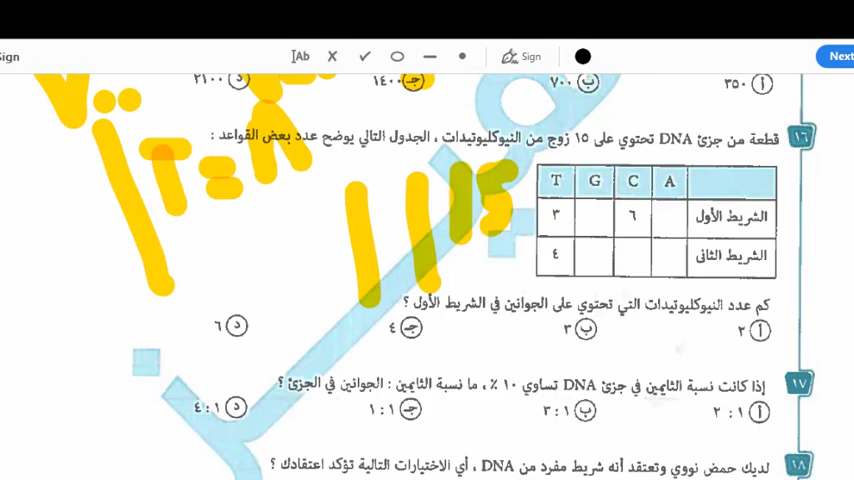 Sign
Ab
Sign
Next
أ ٣٥٠ ب ٧٠٠ جـ ١٤٠٠ د ٢١٠٠
١٦ قطعة من جزئ DNA تحتوي على ١٥ زوج من النيوكليوتيدات ، الجدول التالي يوضح عدد بعض القواعد :
A C G T
الشريط الأول ٦ ٣
الشريط الثانى ٤
كم عدد النيوكليوتيدات التي تحتوي على الجوانين في الشريط الأول ؟
أ ٢ ب ٣ جـ ٤ د ٦
١٧ إذا كانت نسبة الثايمين في جزئ DNA تساوي ١٠ ٪ ، ما نسبة الثايمين : الجوانين في الجزئ ؟
أ ١ : ٢ ب ١ : ٣ جـ ١ : ١ د ١ : ٤
١٨ لديك حمض نووي وتعتقد أنه شريط مفرد من DNA ، أي الاختيارات التالية تؤكد اعتقادك ؟